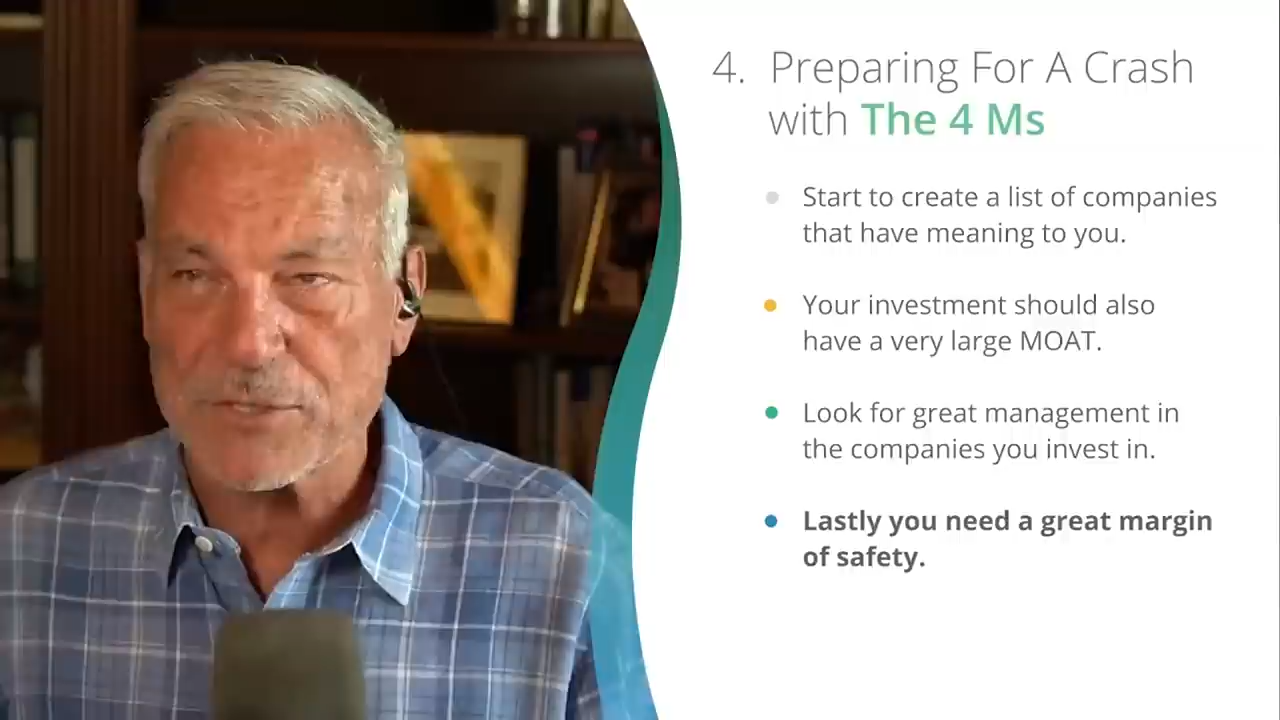 4. Preparing For A Crash
with The 4 Ms
Start to create a list of companies
that have meaning to you.
Your investment should also
have a very large MOAT.
Look for great management in
the companies you invest in.
Lastly you need a great margin
of safety.